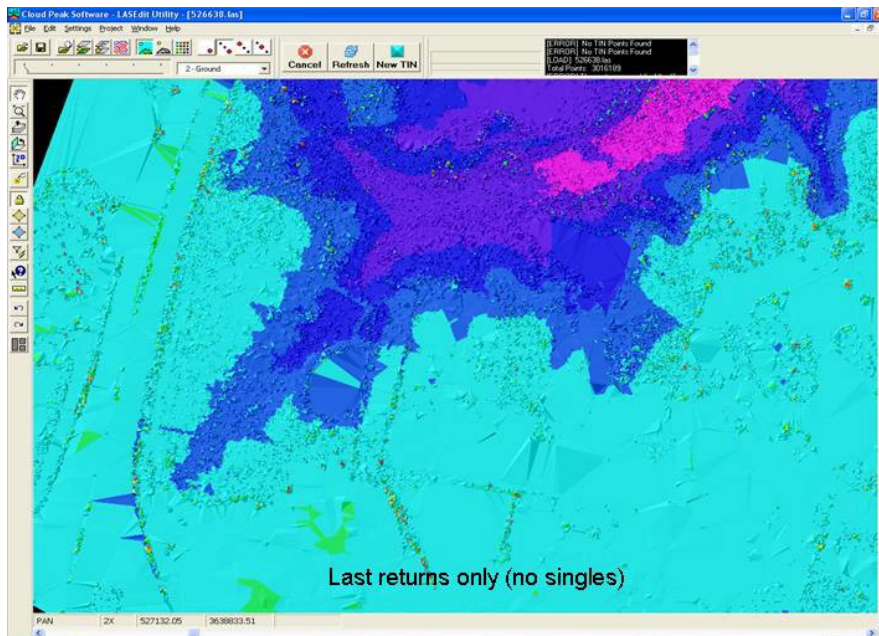 Cloud Peak Software - LASEdit Utility - [526638.las]
File Edit Settings Project Window Help
[ERROR] No TIN Points Found
[ERROR] No TIN Points Found
[LOAD] 526638.las
Total Points: 3016189
2 - Ground
Cancel Refresh New TIN
Last returns only (no singles)
PAN 2X 527132.05 3638833.51